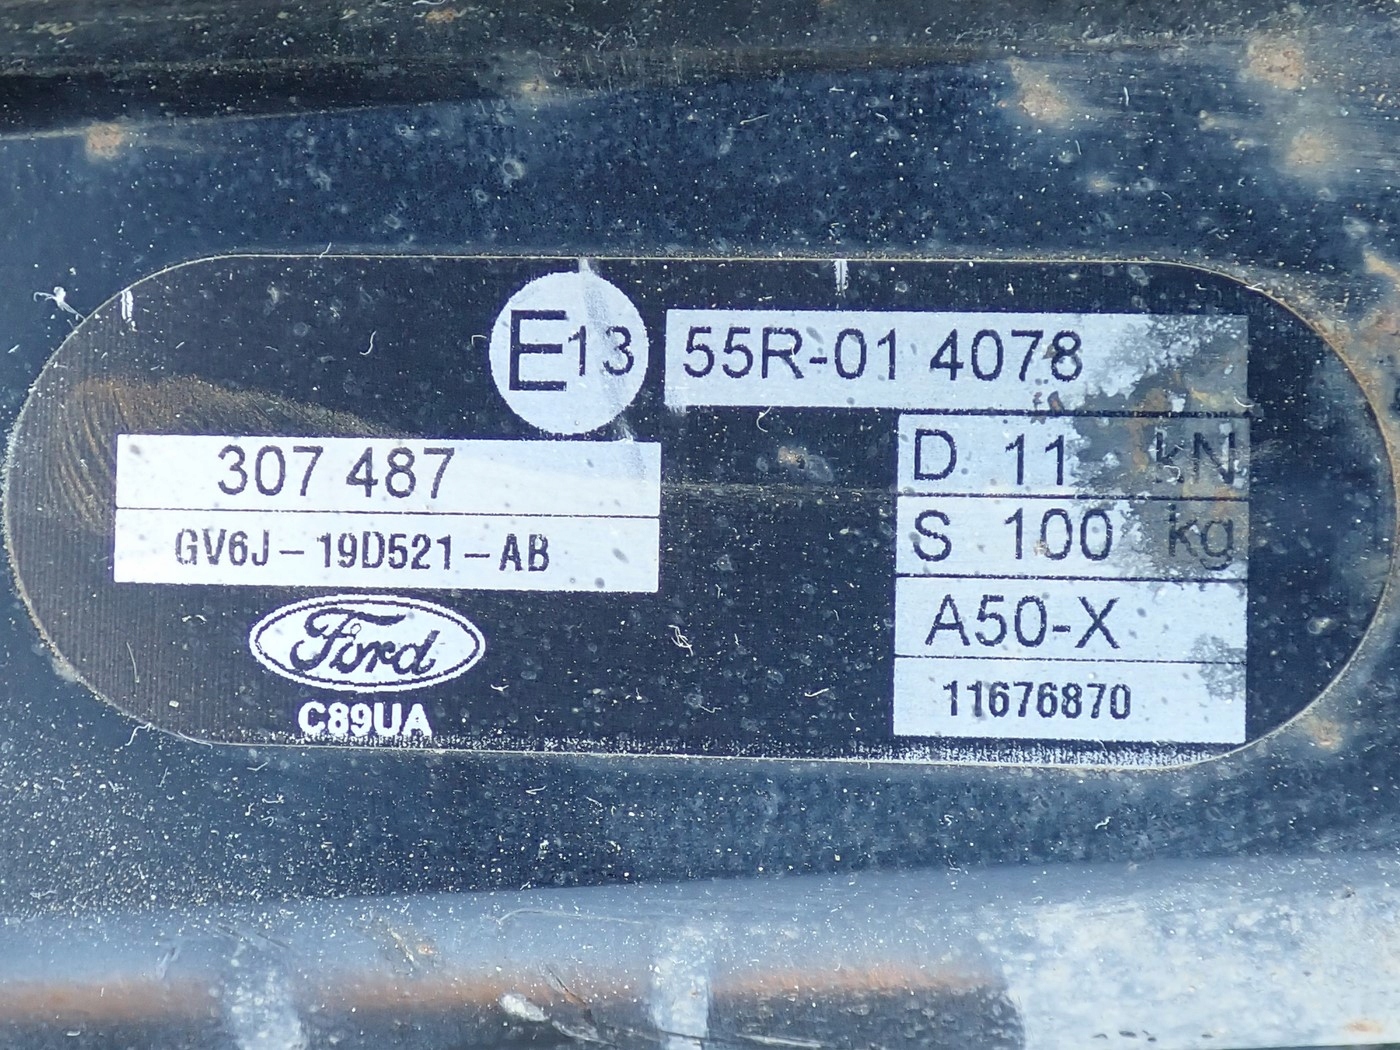 E13 55R-01 4078
307 487
GV6J-19D521-AB
Ford
C89UA
D 11 kN
S 100 kg
A50-X
11676870